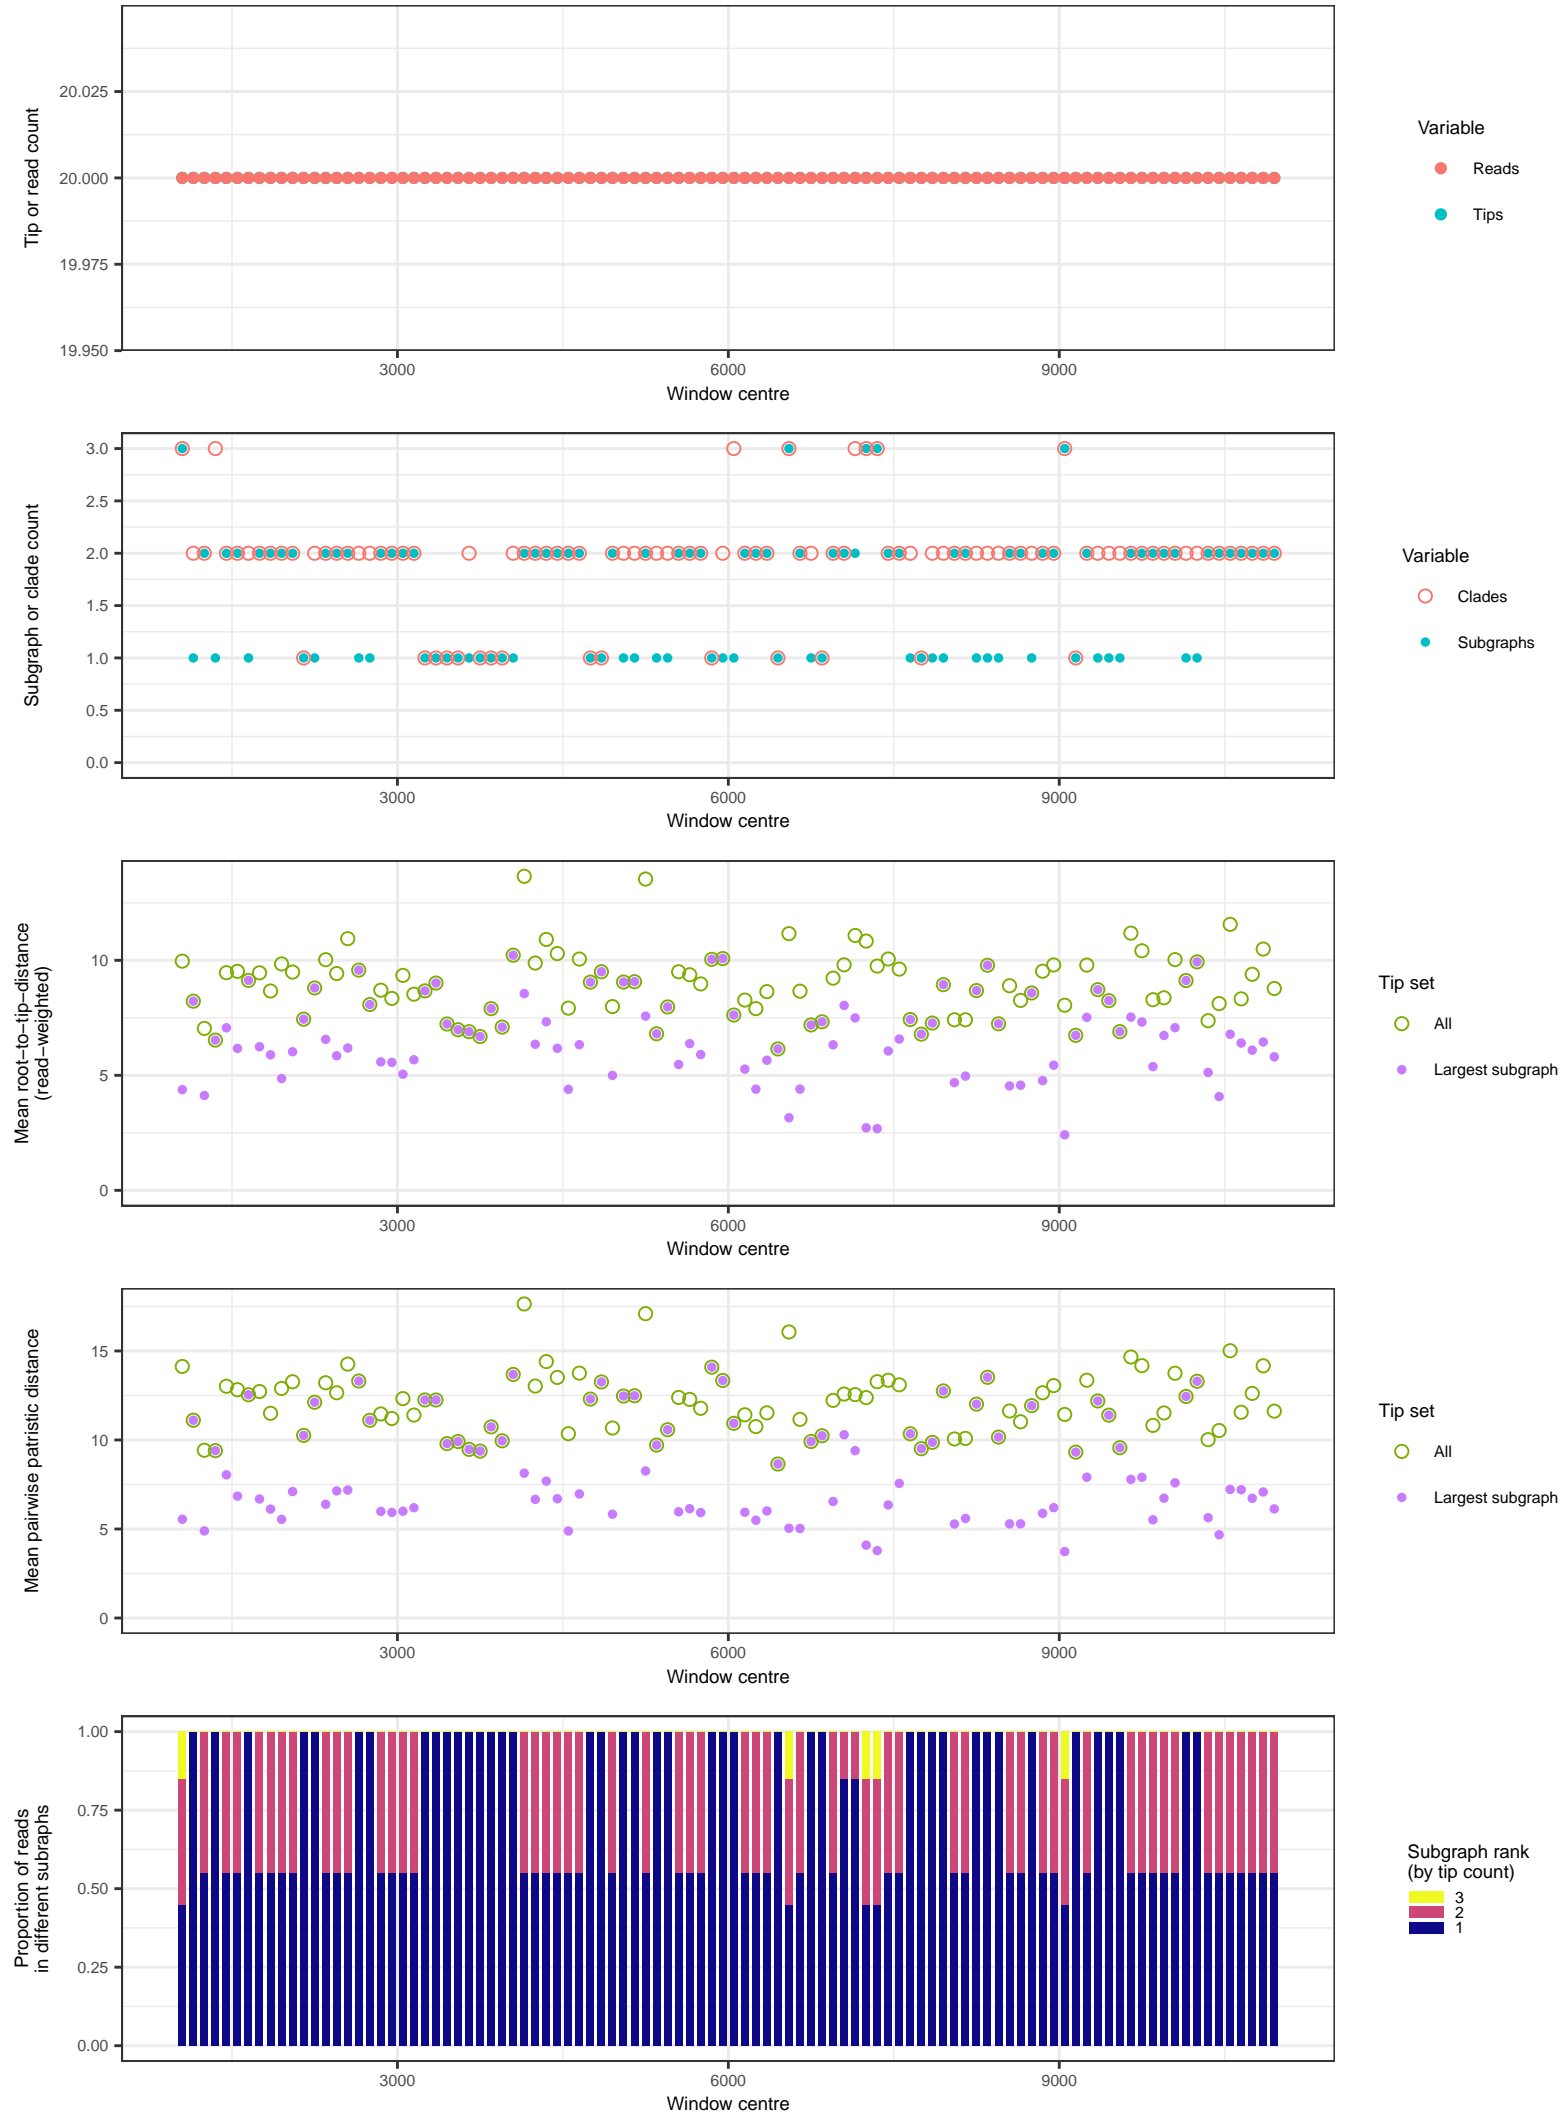 20.025
20.000
19.975
19.950
Tip or read count
3000
6000
9000
Window centre
Variable
Reads
Tips
3.0
2.5
2.0
1.5
1.0
0.5
0.0
Subgraph or clade count
3000
6000
9000
Window centre
Variable
Clades
Subgraphs
10
5
0
Mean root−to−tip−distance
(read−weighted)
3000
6000
9000
Window centre
Tip set
All
Largest subgraph
15
10
5
0
Mean pairwise patristic distance
3000
6000
9000
Window centre
Tip set
All
Largest subgraph
1.00
0.75
0.50
0.25
0.00
Proportion of reads
in different subraphs
3000
6000
9000
Window centre
Subgraph rank
(by tip count)
3
2
1